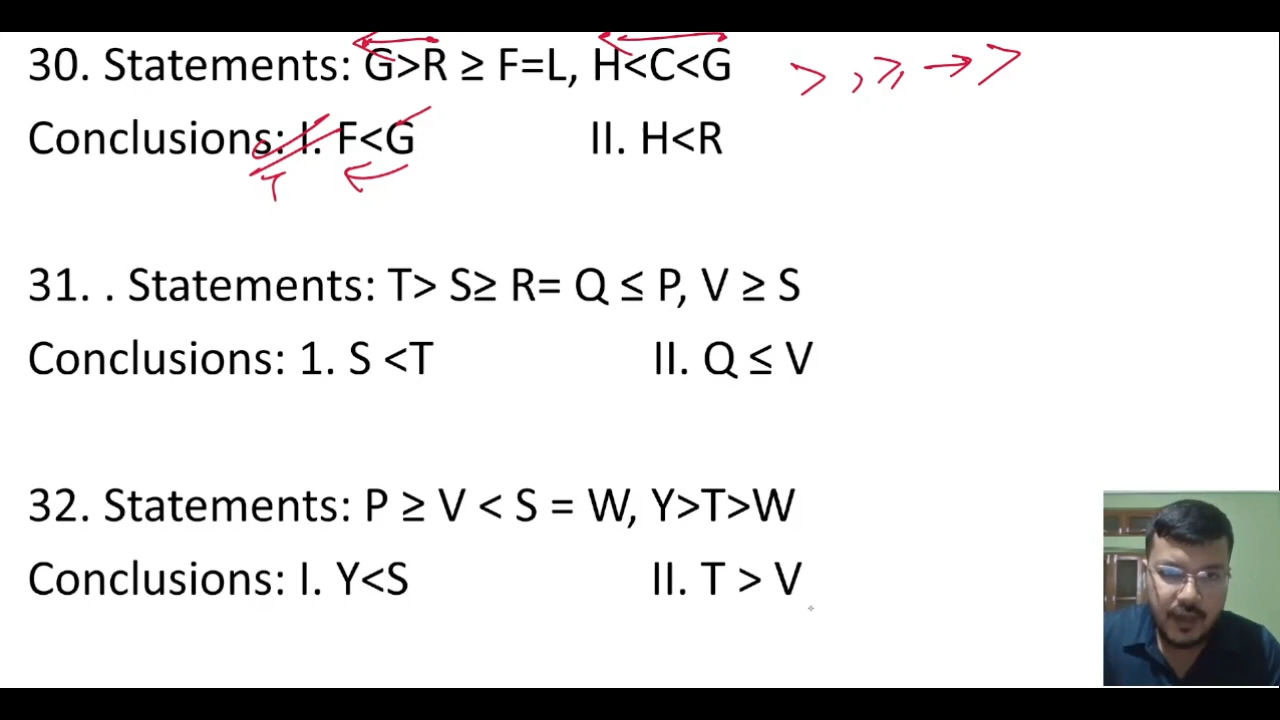 30. Statements: G>R ≥ F=L, H<C<G > , ≥, → >
Conclusions: I. F<G II. H<R
T
31. . Statements: T> S≥ R= Q ≤ P, V ≥ S
Conclusions: 1. S <T II. Q ≤ V
32. Statements: P ≥ V < S = W, Y>T>W
Conclusions: I. Y<S II. T > V